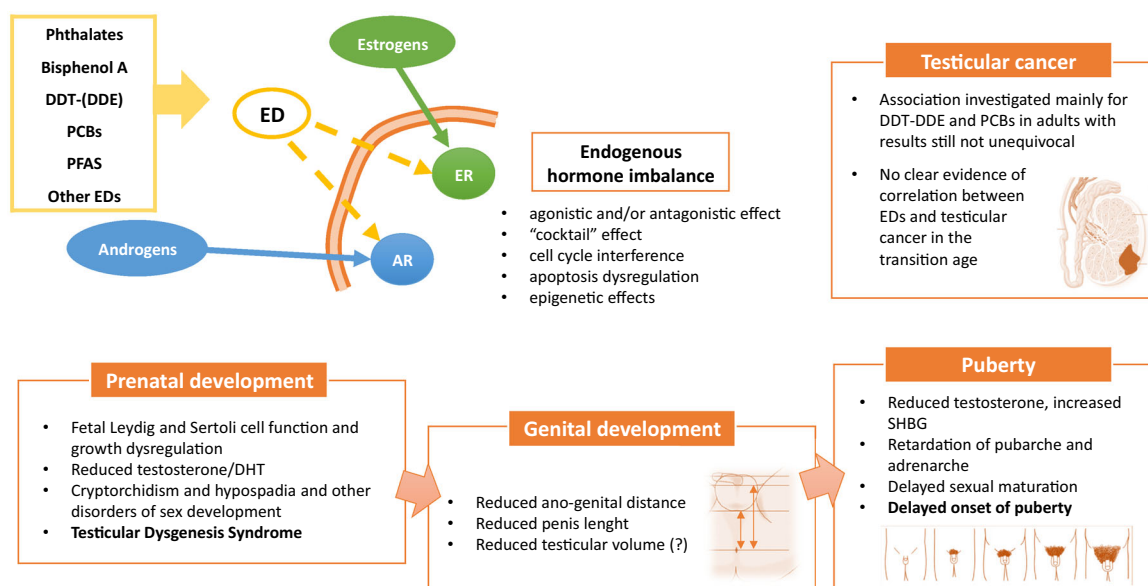 Phthalates
Bisphenol A
DDT-(DDE)
PCBs
PFAS
Other EDs
ED
Estrogens
ER
Androgens
AR
Endogenous
hormone imbalance
• agonistic and/or antagonistic effect
• “cocktail” effect
• cell cycle interference
• apoptosis dysregulation
• epigenetic effects
Testicular cancer
• Association investigated mainly for
DDT-DDE and PCBs in adults with
results still not unequivocal
• No clear evidence of
correlation between
EDs and testicular
cancer in the
transition age
Prenatal development
• Fetal Leydig and Sertoli cell function and
growth dysregulation
• Reduced testosterone/DHT
• Cryptorchidism and hypospadia and other
disorders of sex development
• Testicular Dysgenesis Syndrome
Genital development
• Reduced ano-genital distance
• Reduced penis lenght
• Reduced testicular volume (?)
Puberty
• Reduced testosterone, increased
SHBG
• Retardation of pubarche and
adrenarche
• Delayed sexual maturation
• Delayed onset of puberty